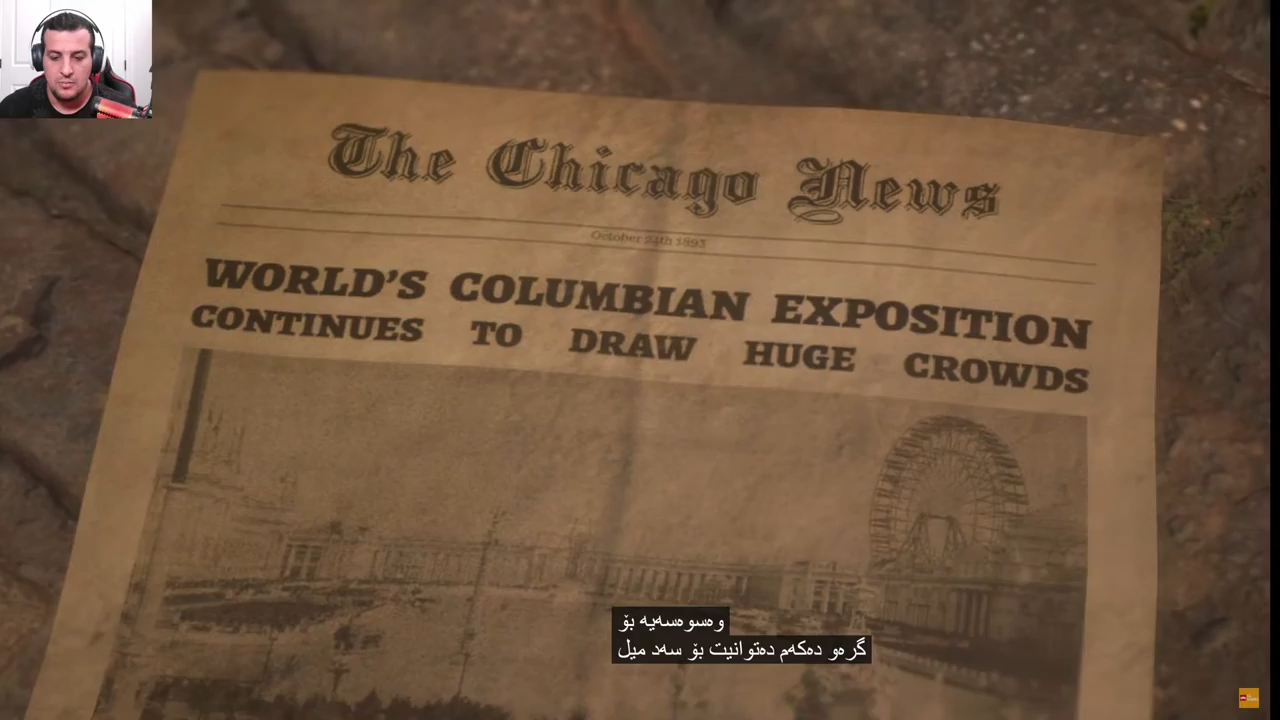 The Chicago News
October 24th 1893
WORLD'S COLUMBIAN EXPOSITION
CONTINUES TO DRAW HUGE CROWDS
وەسوەسەیە بۆ
گرەو دەکەم دەتوانیت بۆ سەد میل